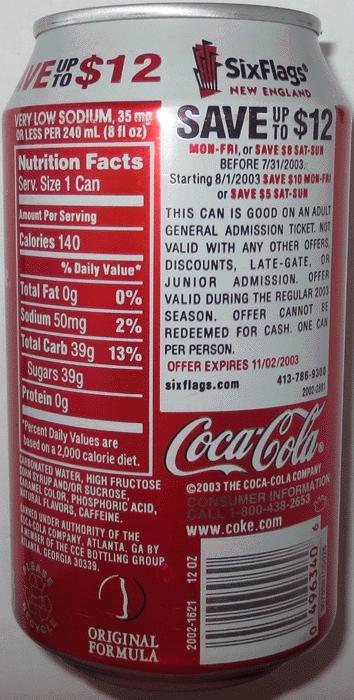 VE UP TO $12
SixFlags®
NEW ENGLAND
SAVE UP TO $12
MON-FRI, or SAVE $8 SAT-SUN
BEFORE 7/31/2003.
Starting 8/1/2003 SAVE $10 MON-FRI
or SAVE $5 SAT-SUN
THIS CAN IS GOOD ON AN ADULT
GENERAL ADMISSION TICKET. NOT
VALID WITH ANY OTHER OFFERS,
DISCOUNTS, LATE-GATE, OR
JUNIOR ADMISSION. OFFER
VALID DURING THE REGULAR 2003
SEASON. OFFER CANNOT BE
REDEEMED FOR CASH. ONE CAN
PER PERSON.
OFFER EXPIRES 11/02/2003
sixflags.com 413-786-9300
VERY LOW SODIUM, 35 mg
OR LESS PER 240 mL (8 fl oz)
Nutrition Facts
Serv. Size 1 Can
Amount Per Serving
Calories 140
% Daily Value*
Total Fat 0g 0%
Sodium 50mg 2%
Total Carb 39g 13%
Sugars 39g
Protein 0g
*Percent Daily Values are
based on a 2,000 calorie diet.
CARBONATED WATER, HIGH FRUCTOSE
CORN SYRUP AND/OR SUCROSE,
CARAMEL COLOR, PHOSPHORIC ACID,
NATURAL FLAVORS, CAFFEINE.
CANNED UNDER AUTHORITY OF THE
COCA-COLA COMPANY, ATLANTA, GA BY
A MEMBER OF THE CCE BOTTLING GROUP,
ATLANTA, GEORGIA 30339.
PLEASE
RECYCLE
ORIGINAL
FORMULA
Coca-Cola®
©2003 THE COCA-COLA COMPANY
CONSUMER INFORMATION
CALL 1-800-438-2653
www.coke.com
2002-1621 12 OZ
0 496340 6